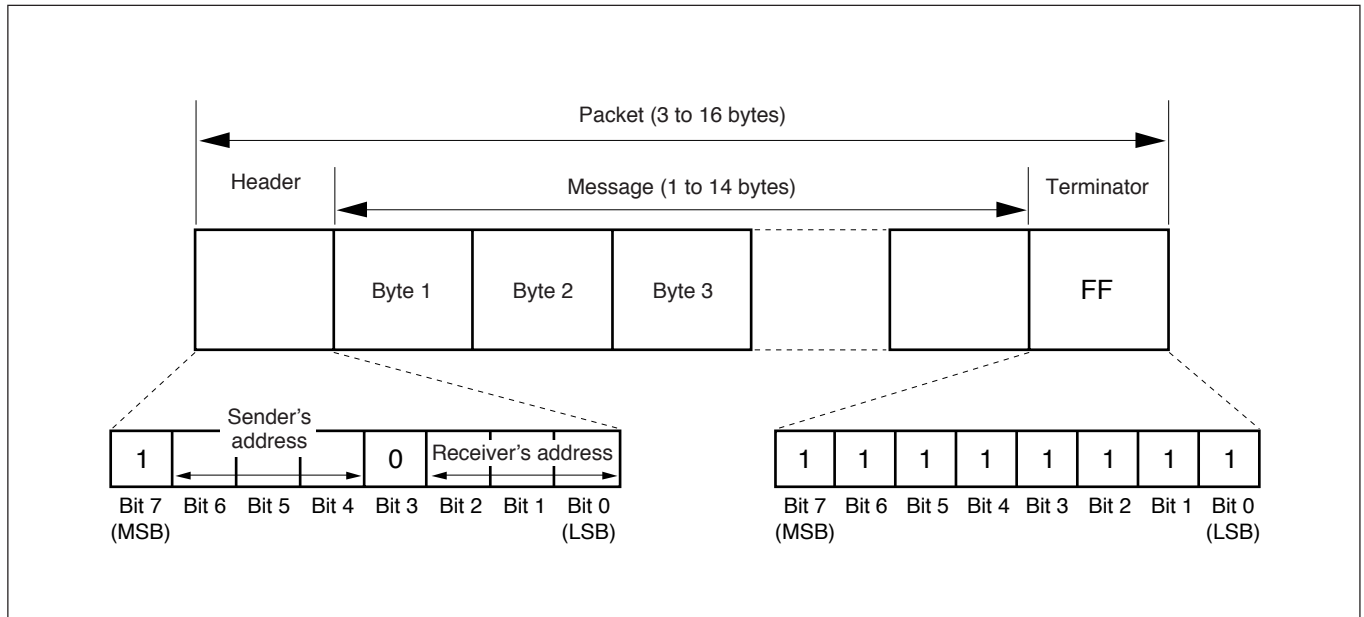 Packet (3 to 16 bytes)
Header
Message (1 to 14 bytes)
Terminator
Byte 1
Byte 2
Byte 3
FF
Sender's
address
1
0
Receiver's address
Bit 7
(MSB)
Bit 6
Bit 5
Bit 4
Bit 3
Bit 2
Bit 1
Bit 0
(LSB)
1 1 1 1 1 1 1 1
Bit 7
(MSB)
Bit 6
Bit 5
Bit 4
Bit 3
Bit 2
Bit 1
Bit 0
(LSB)